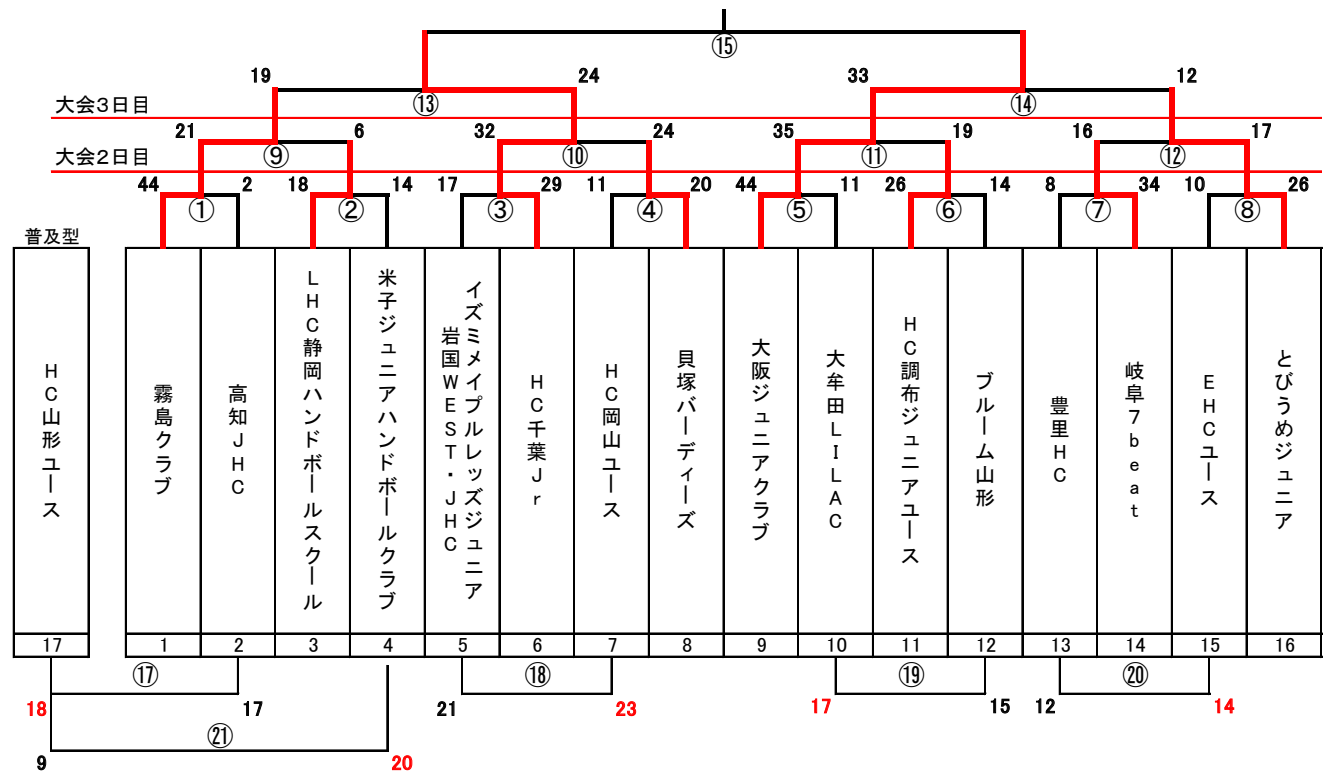 ⑮
19 24 33 12
大会3日目 ⑬ ⑭
21 6 32 24 35 19 16 17
大会2日目 ⑨ ⑩ ⑪ ⑫
44 2 18 14 17 29 11 20 44 11 26 14 8 34 10 26
① ② ③ ④ ⑤ ⑥ ⑦ ⑧
普及型
HC山形ユース
霧島クラブ
高知JHC
LHC静岡ハンドボールスクール
米子ジュニアハンドボールクラブ
イズミメイプルレッズジュニア
岩国WEST・JHC
HC千葉Jr
HC岡山ユース
貝塚バーディーズ
大阪ジュニアクラブ
大牟田LILAC
HC調布ジュニアユース
ブルーム山形
豊里HC
岐阜7beat
EHCユース
とびうめジュニア
17 1 2 3 4 5 6 7 8 9 10 11 12 13 14 15 16
⑰ ⑱ ⑲ ⑳
18 17 21 23 17 15 12 14
㉑
9 20